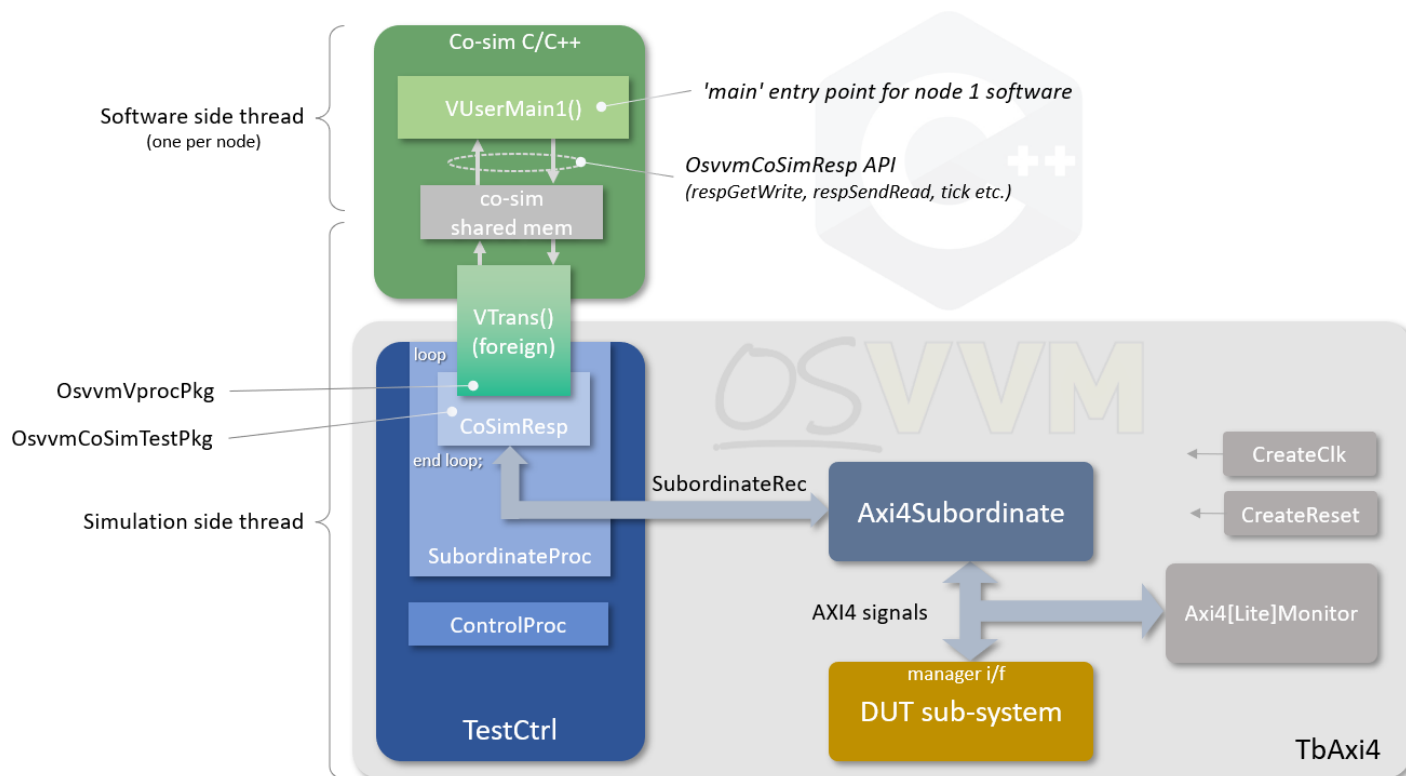 Co-sim C/C++
VUserMain1()
'main' entry point for node 1 software
Software side thread
(one per node)
OsvvmCoSimResp API
(respGetWrite, respSendRead, tick etc.)
++
co-sim
shared mem
VTrans()
(foreign)
loop
OsvvmVprocPkg
OsvvmCoSimTestPkg
CoSimResp
end loop;
OSVVM
CreateClk
SubordinateRec
Axi4Subordinate
CreateReset
Simulation side thread
SubordinateProc
AXI4 signals
Axi4[Lite]Monitor
ControlProc
manager i/f
DUT sub-system
TestCtrl
TbAxi4